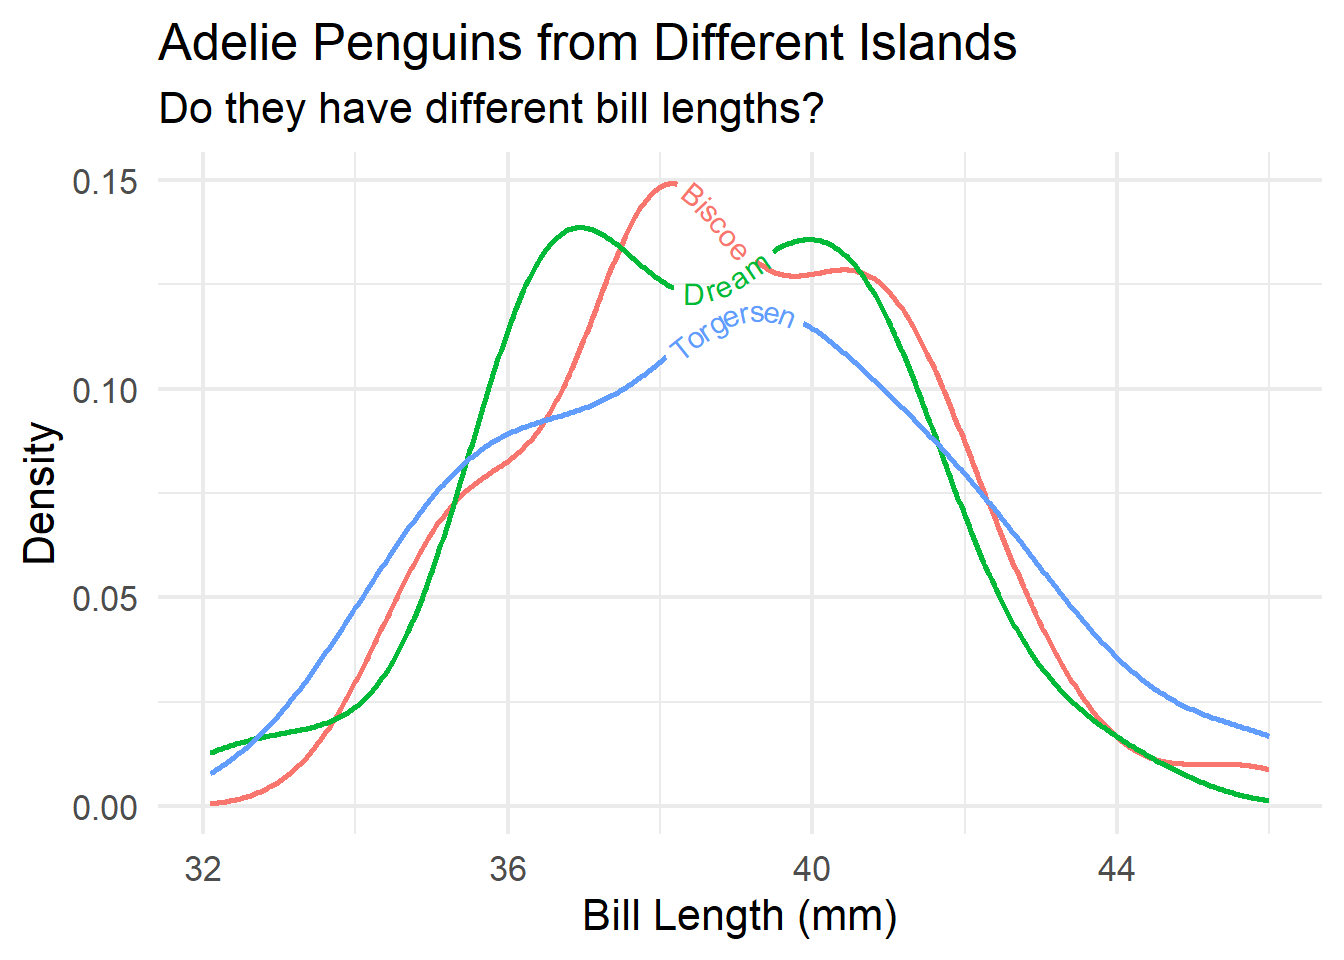 Adelie Penguins from Different Islands
Do they have different bill lengths?
0.15
0.10
0.05
0.00
Density
Biscoe
Dream
Torgersen
32 36 40 44
Bill Length (mm)